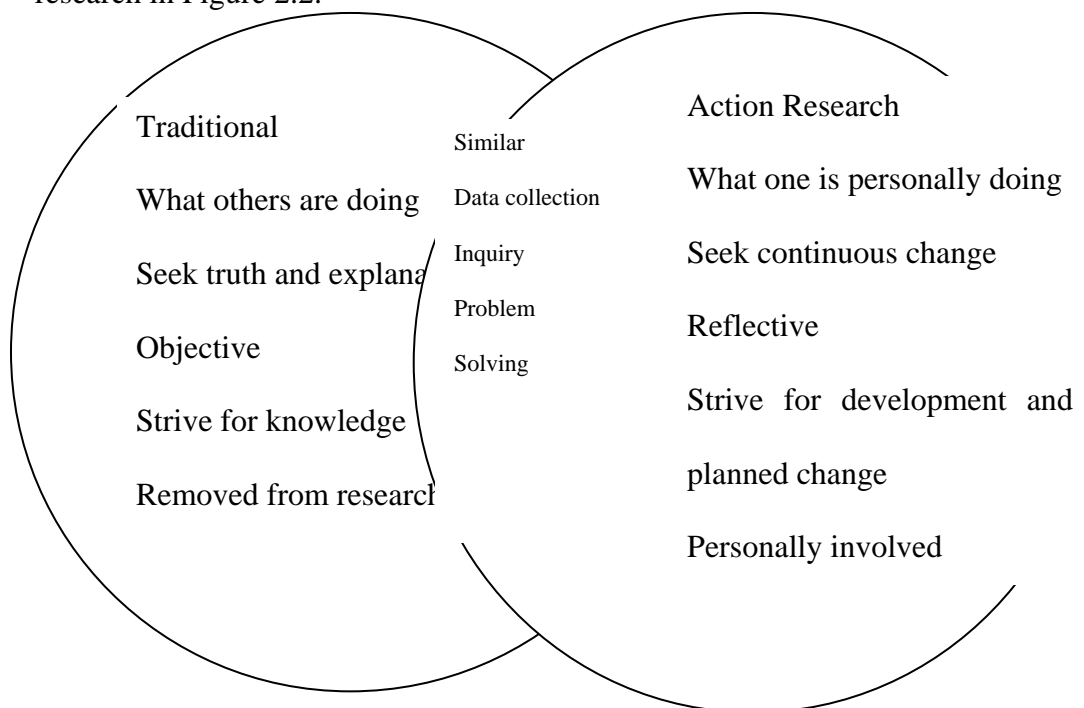 research in Figure 2.2.
Traditional
What others are doing
Seek truth and explana
Objective
Strive for knowledge
Removed from research
Similar
Data collection
Inquiry
Problem
Solving
Action Research
What one is personally doing
Seek continuous change
Reflective
Strive for development and
planned change
Personally involved